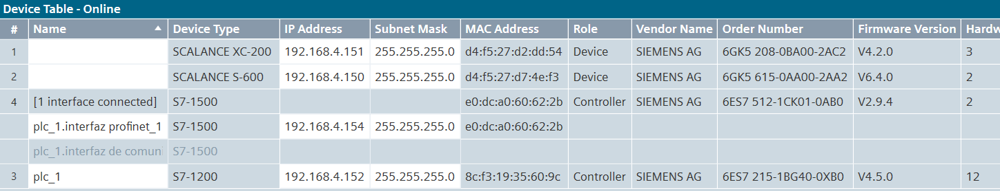 Device Table - Online
# Name Device Type IP Address Subnet Mask MAC Address Role Vendor Name Order Number Firmware Version Hardw
1 SCALANCE XC-200 192.168.4.151 255.255.255.0 d4:f5:27:d2:dd:54 Device SIEMENS AG 6GK5 208-0BA00-2AC2 V4.2.0 3
2 SCALANCE S-600 192.168.4.150 255.255.255.0 d4:f5:27:d7:4e:f3 Device SIEMENS AG 6GK5 615-0AA00-2AA2 V6.4.0 2
4 [1 interface connected] S7-1500 e0:dc:a0:60:62:2b Controller SIEMENS AG 6ES7 512-1CK01-0AB0 V2.9.4 2
plc_1.interfaz profinet_1 S7-1500 192.168.4.154 255.255.255.0 e0:dc:a0:60:62:2b
plc_1.interfaz de comuni S7-1500
3 plc_1 S7-1200 192.168.4.152 255.255.255.0 8c:f3:19:35:60:9c Controller SIEMENS AG 6ES7 215-1BG40-0XB0 V4.5.0 12